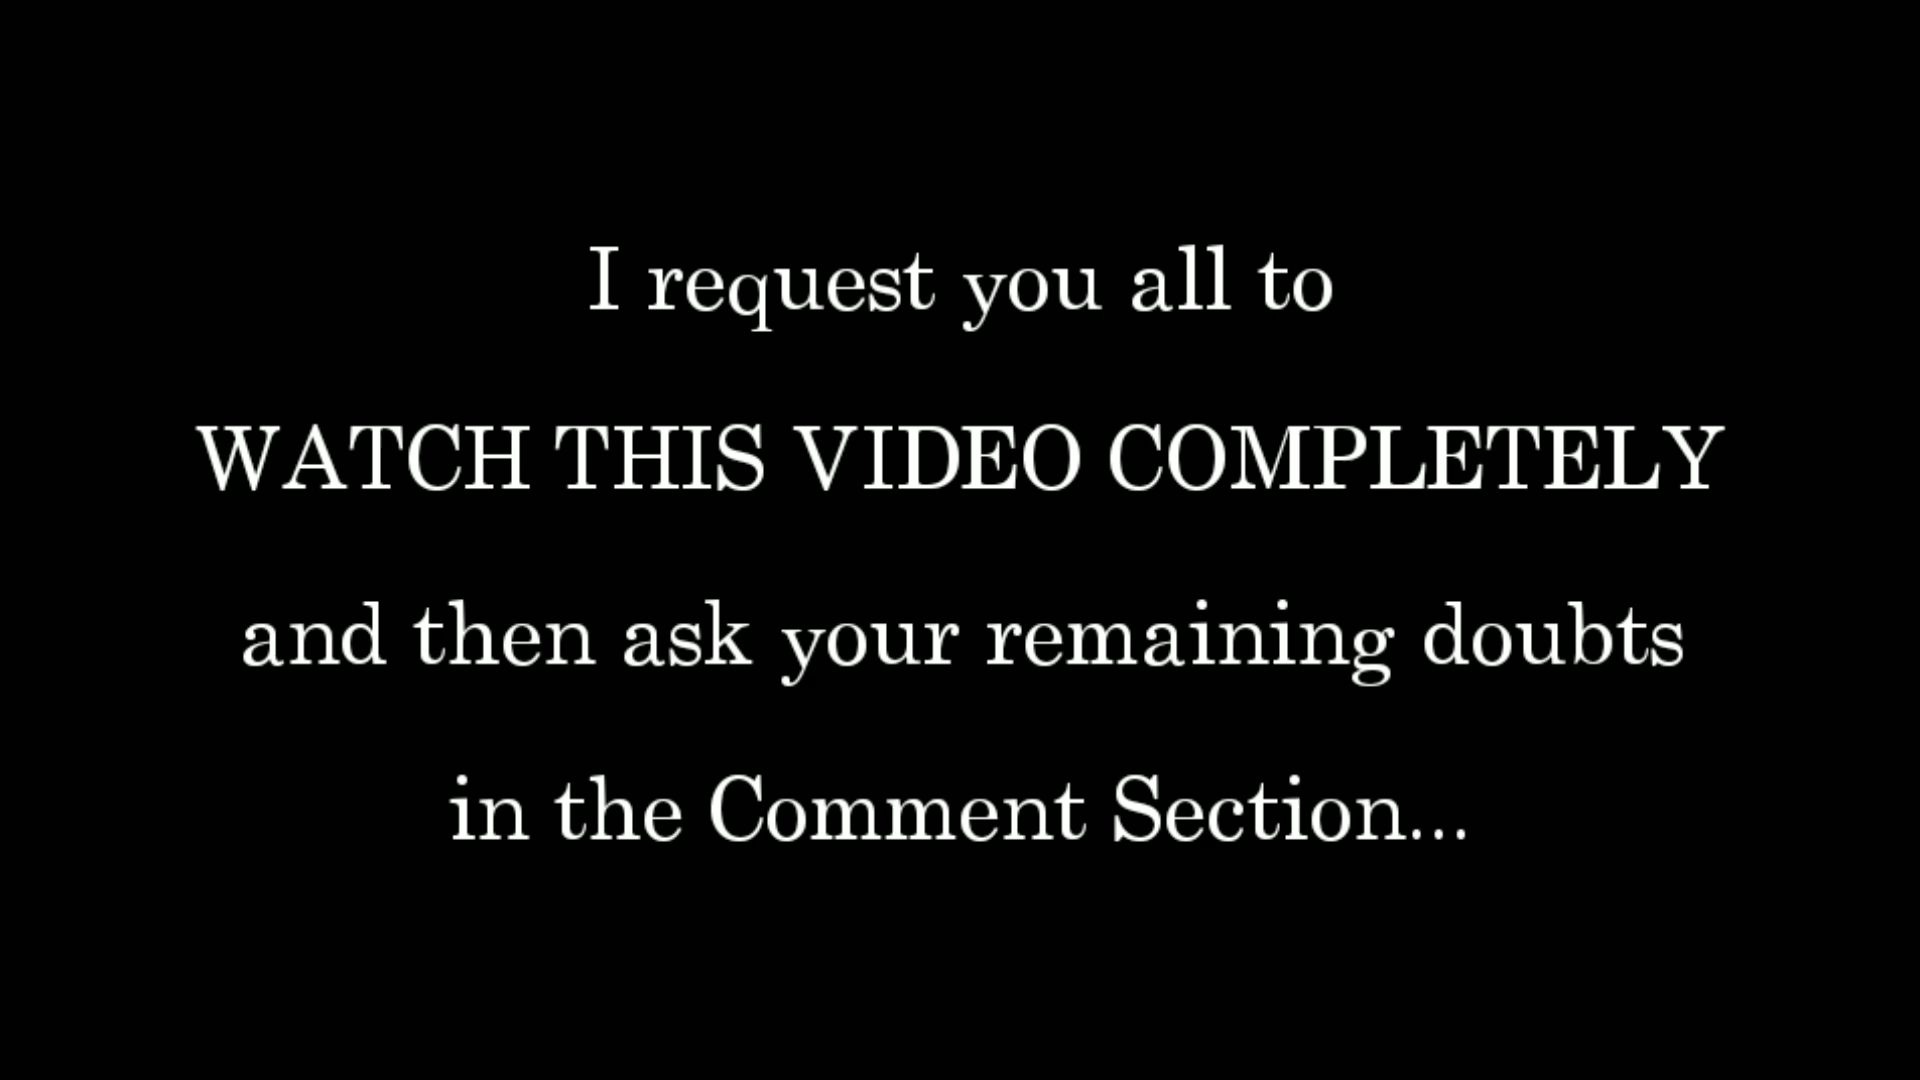 I request you all to
WATCH THIS VIDEO COMPLETELY
and then ask your remaining doubts
in the Comment Section...